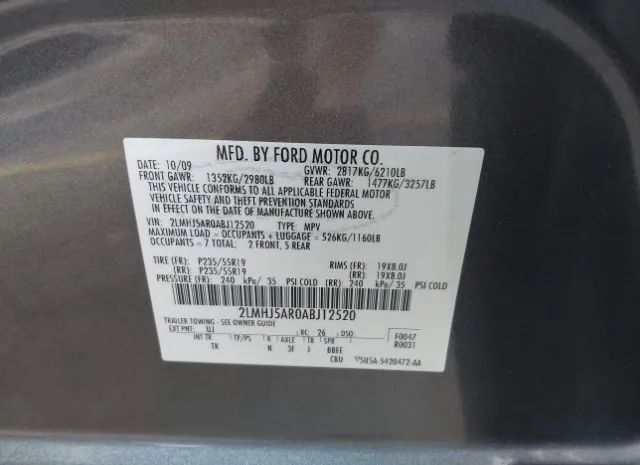 MFD. BY FORD MOTOR CO.
DATE: 10/09 GVWR: 2817KG/6210LB
FRONT GAWR: 1352KG/2980LB REAR GAWR: 1477KG/3257LB
THIS VEHICLE CONFORMS TO ALL APPLICABLE FEDERAL MOTOR
VEHICLE SAFETY AND THEFT PREVENTION STANDARDS
IN EFFECT ON THE DATE OF MANUFACTURE SHOWN ABOVE.
VIN: 2LMHJ5AR0ABJ12520 TYPE: MPV
MAXIMUM LOAD = OCCUPANTS + LUGGAGE = 526KG/1160LB
OCCUPANTS = 7 TOTAL: 2 FRONT, 5 REAR
TIRE (FR): P235/55R19 RIMS (FR): 19X8.0J
(RR): P235/55R19 (RR): 19X8.0J
PRESSURE (FR): 240 kPa/ 35 PSI COLD (RR): 240 kPa/ 35 PSI COLD
2LMHJ5AR0ABJ12520
TRAILER TOWING - SEE OWNER GUIDE
EXT PNT: UJ RC: 26 DSO: F0047
INT TR TP/PS R AXLE TR SPR R0031
TK N 3F J BBEE
CBU 5U5A-5420472-AA